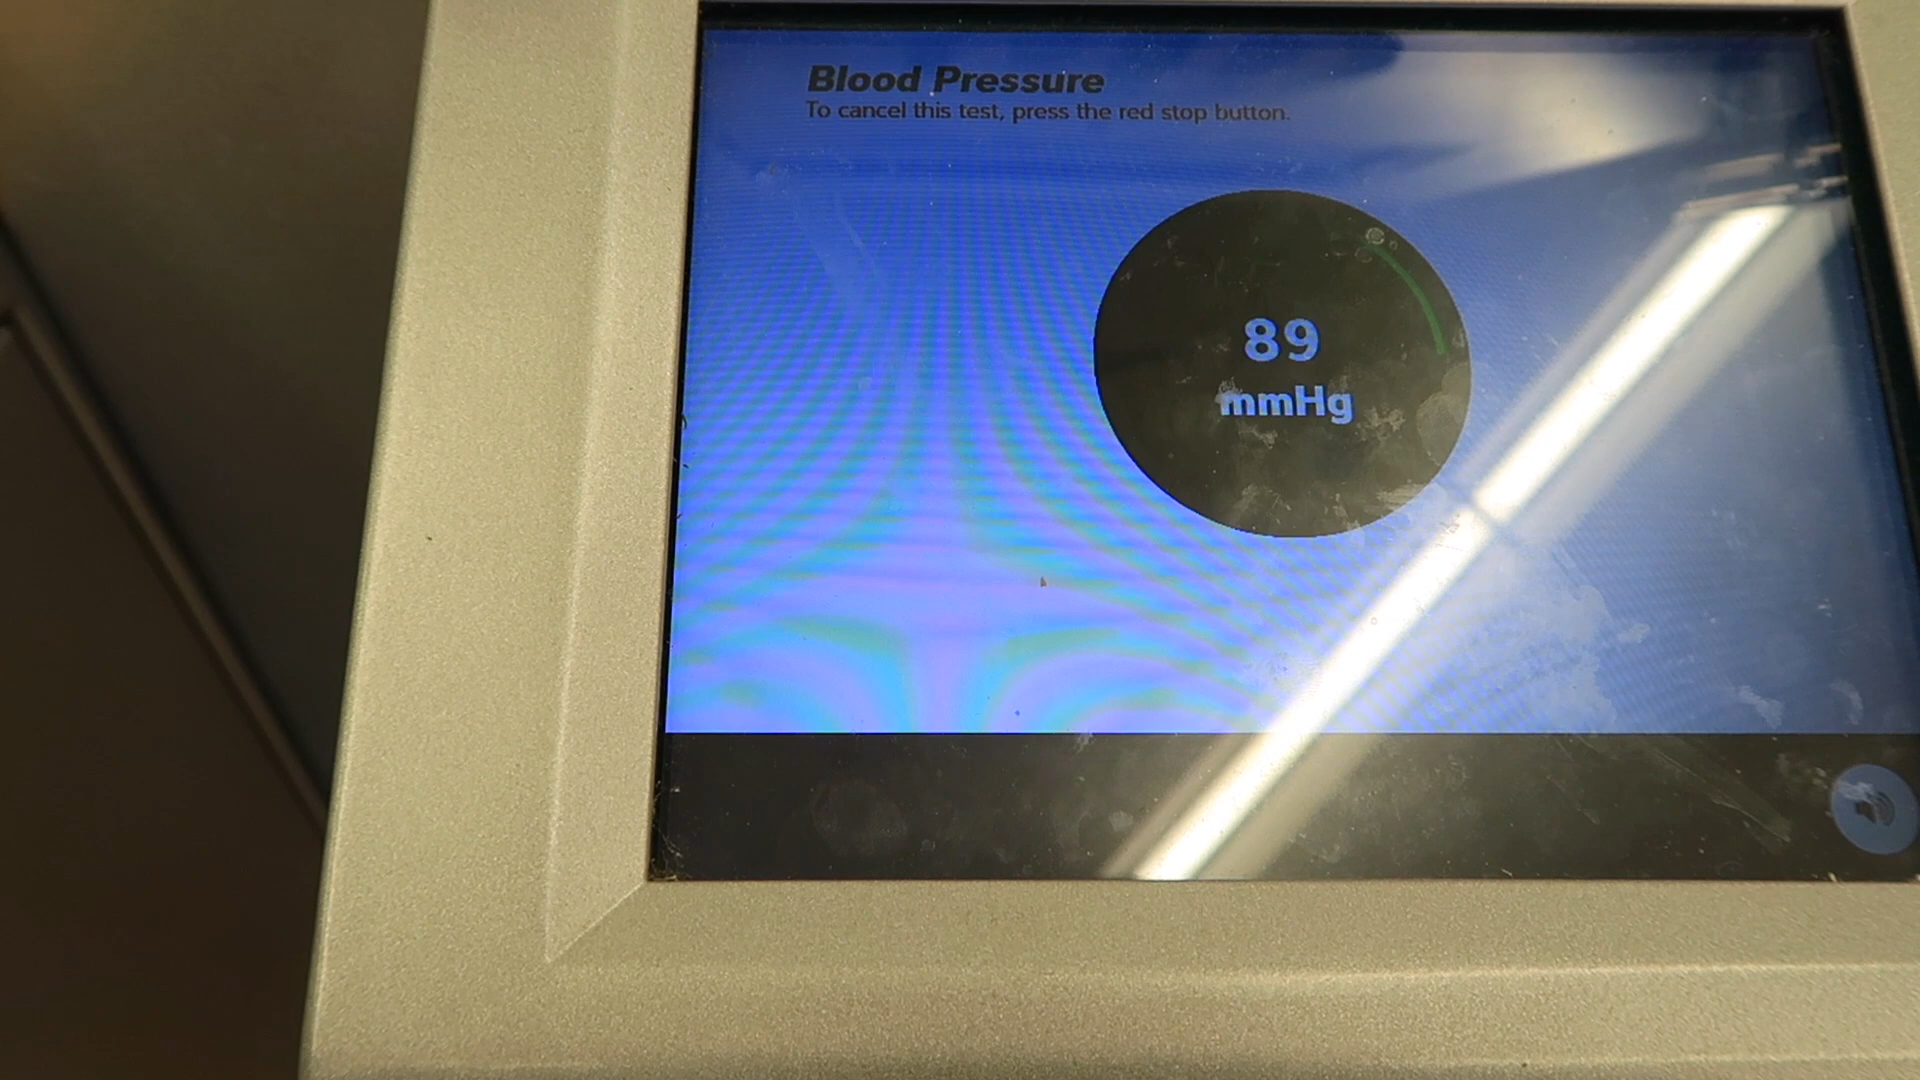 Blood Pressure
To cancel this test, press the red stop button.
89
mmHg